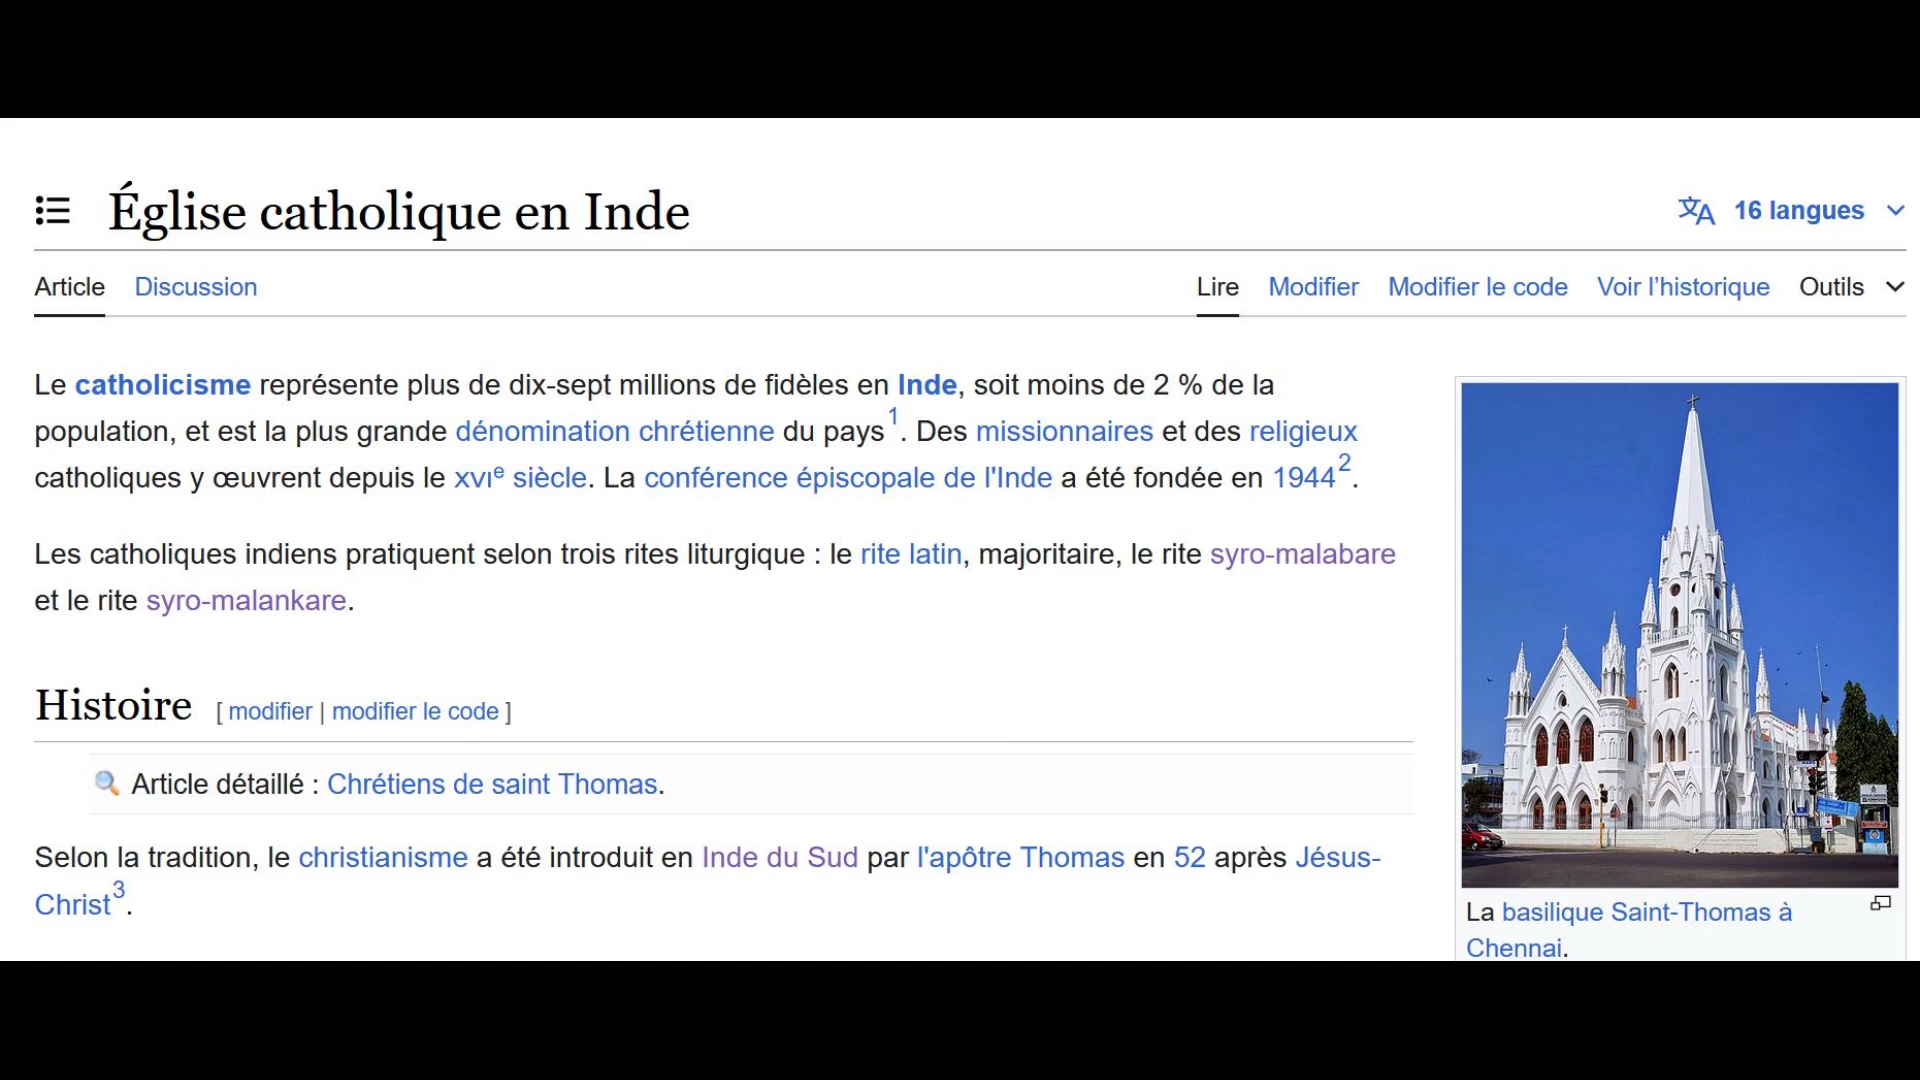 Église catholique en Inde
16 langues
Article Discussion
Lire Modifier Modifier le code Voir l’historique Outils
Le catholicisme représente plus de dix-sept millions de fidèles en Inde, soit moins de 2 % de la
population, et est la plus grande dénomination chrétienne du pays1. Des missionnaires et des religieux
catholiques y œuvrent depuis le XVIe siècle. La conférence épiscopale de l'Inde a été fondée en 19442.
Les catholiques indiens pratiquent selon trois rites liturgique : le rite latin, majoritaire, le rite syro-malabare
et le rite syro-malankare.
Histoire [ modifier | modifier le code ]
Article détaillé : Chrétiens de saint Thomas.
Selon la tradition, le christianisme a été introduit en Inde du Sud par l'apôtre Thomas en 52 après Jésus-
Christ3.
La basilique Saint-Thomas à
Chennai.